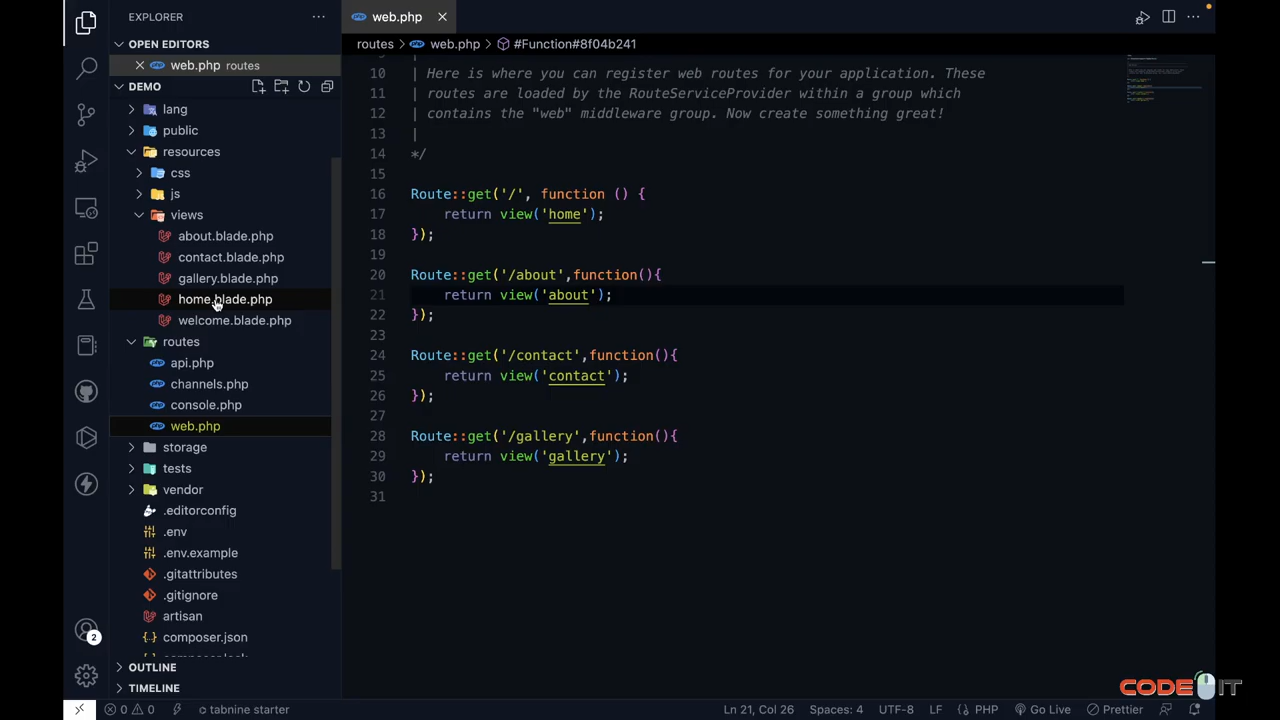 EXPLORER
OPEN EDITORS
web.php routes
DEMO
lang
public
resources
css
js
views
about.blade.php
contact.blade.php
gallery.blade.php
home.blade.php
welcome.blade.php
routes
api.php
channels.php
console.php
web.php
storage
tests
vendor
.editorconfig
.env
.env.example
.gitattributes
.gitignore
artisan
composer.json
OUTLINE
TIMELINE
2
web.php
routes > web.php > #Function#8f04b241
10 | Here is where you can register web routes for your application. These
11 | routes are loaded by the RouteServiceProvider within a group which
12 | contains the "web" middleware group. Now create something great!
13 |
14 */
15
16 Route::get('/', function () {
17     return view('home');
18 });
19
20 Route::get('/about',function(){
21     return view('about');
22 });
23
24 Route::get('/contact',function(){
25     return view('contact');
26 });
27
28 Route::get('/gallery',function(){
29     return view('gallery');
30 });
31
CODE IT
0 0 tabnine starter Ln 21, Col 26 Spaces: 4 UTF-8 LF PHP Go Live Prettier